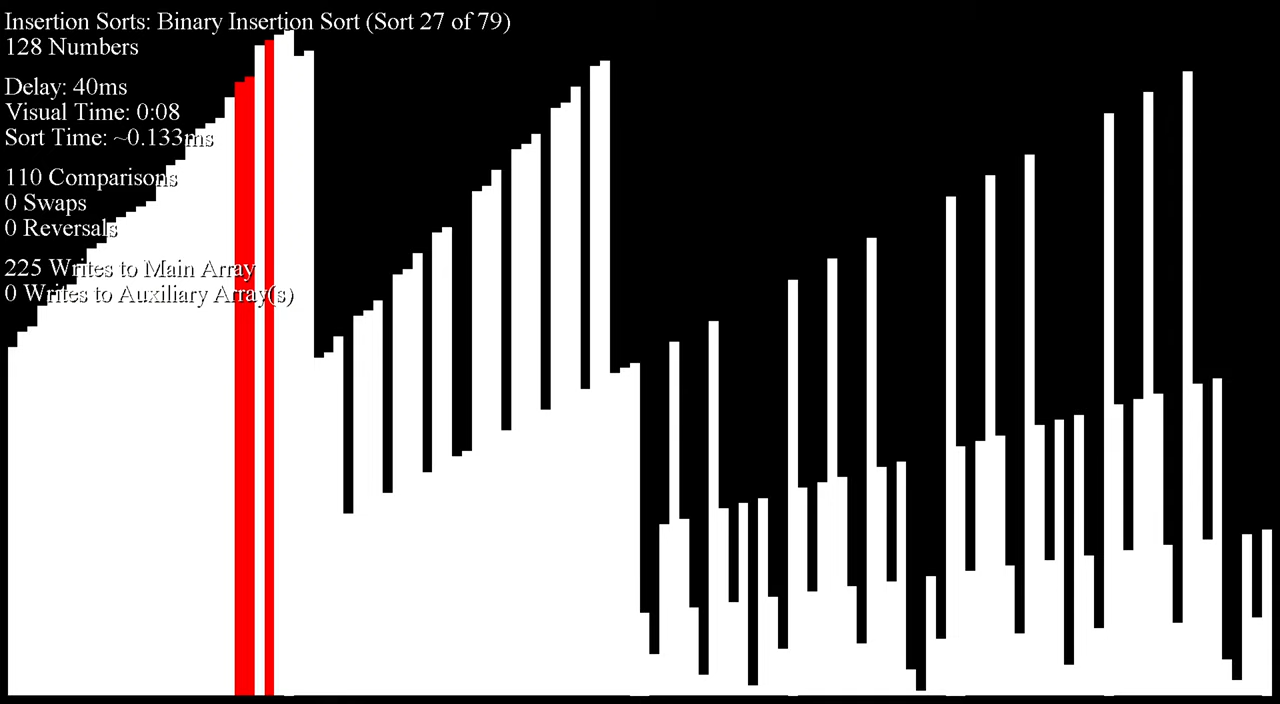 Insertion Sorts: Binary Insertion Sort (Sort 27 of 79)
128 Numbers
Delay: 40ms
Visual Time: 0:08
Sort Time: ~0.133ms
110 Comparisons
0 Swaps
0 Reversals
225 Writes to Main Array
0 Writes to Auxiliary Array(s)